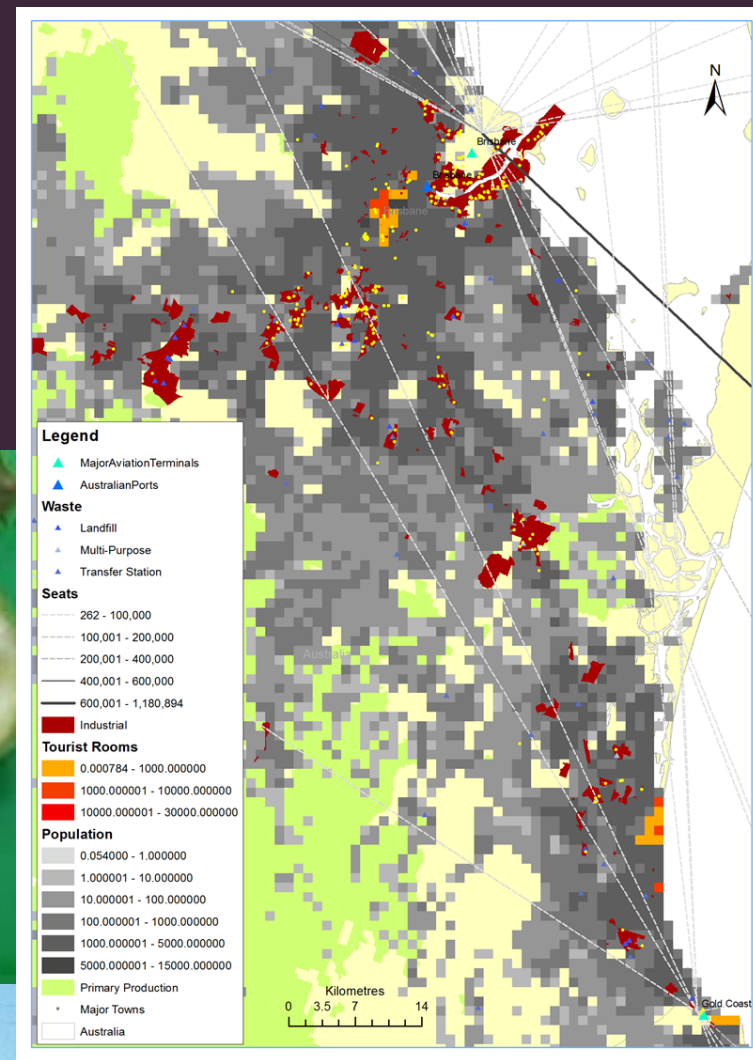 N
Brisbane
Brisbane
Brisbane
Australia
Gold Coast
Legend
MajorAviationTerminals
AustralianPorts
Waste
Landfill
Multi-Purpose
Transfer Station
Seats
262 - 100,000
100,001 - 200,000
200,001 - 400,000
400,001 - 600,000
600,001 - 1,180,894
Industrial
Tourist Rooms
0.000784 - 1000.000000
1000.000001 - 10000.000000
10000.000001 - 30000.000000
Population
0.054000 - 1.000000
1.000001 - 10.000000
10.000001 - 100.000000
100.000001 - 1000.000000
1000.000001 - 5000.000000
5000.000001 - 15000.000000
Primary Production
Major Towns
Australia
Kilometres
0 3.5 7 14